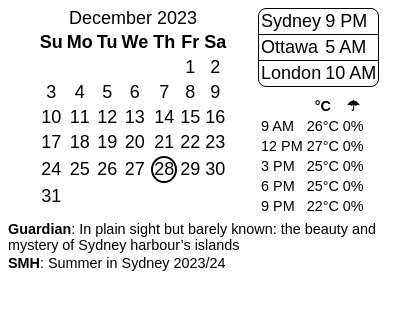 December 2023
Su Mo Tu We Th Fr Sa
1 2
3 4 5 6 7 8 9
10 11 12 13 14 15 16
17 18 19 20 21 22 23
24 25 26 27 28 29 30
31
Sydney 9 PM
Ottawa 5 AM
London 10 AM
°C ☂
9 AM 26°C 0%
12 PM 27°C 0%
3 PM 25°C 0%
6 PM 25°C 0%
9 PM 22°C 0%
Guardian: In plain sight but barely known: the beauty and
mystery of Sydney harbour’s islands
SMH: Summer in Sydney 2023/24